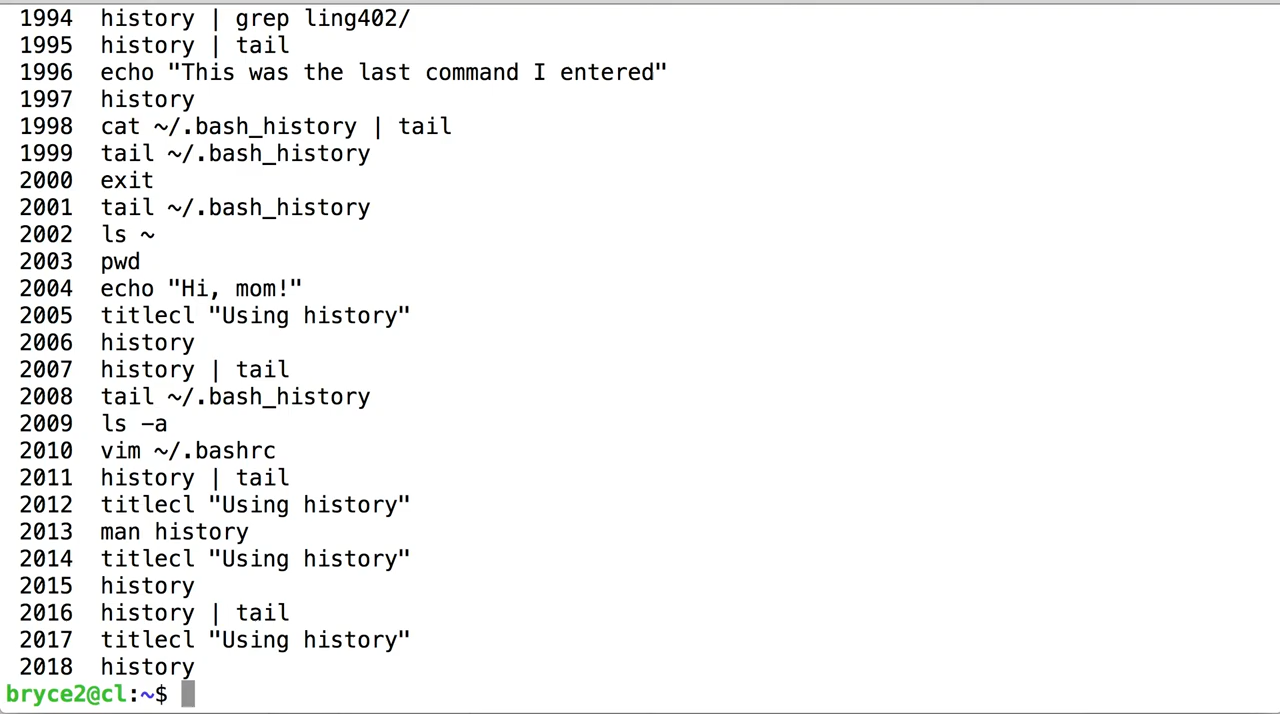 1994  history | grep ling402/
1995  history | tail
1996  echo "This was the last command I entered"
1997  history
1998  cat ~/.bash_history | tail
1999  tail ~/.bash_history
2000  exit
2001  tail ~/.bash_history
2002  ls ~
2003  pwd
2004  echo "Hi, mom!"
2005  titlecl "Using history"
2006  history
2007  history | tail
2008  tail ~/.bash_history
2009  ls -a
2010  vim ~/.bashrc
2011  history | tail
2012  titlecl "Using history"
2013  man history
2014  titlecl "Using history"
2015  history
2016  history | tail
2017  titlecl "Using history"
2018  history
bryce2@cl:~$